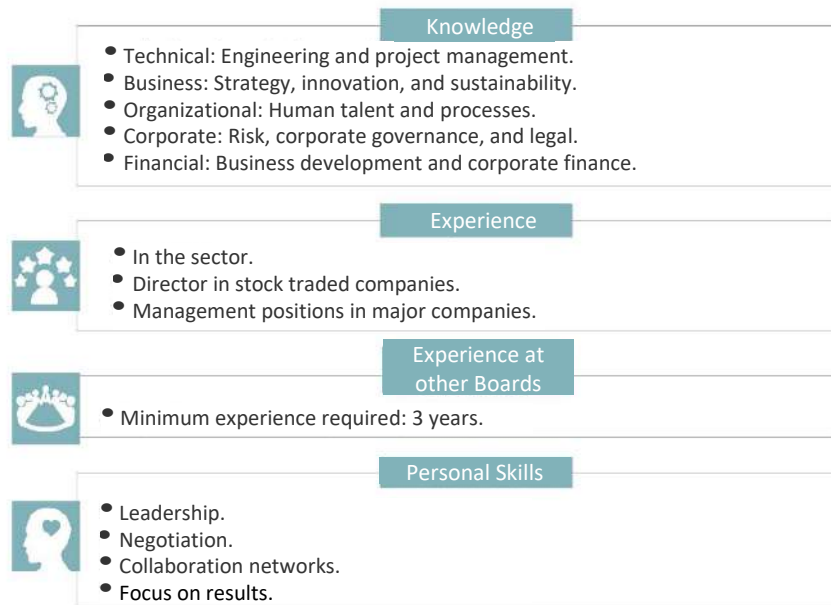 Knowledge
• Technical: Engineering and project management.
• Business: Strategy, innovation, and sustainability.
• Organizational: Human talent and processes.
• Corporate: Risk, corporate governance, and legal.
• Financial: Business development and corporate finance.
Experience
• In the sector.
• Director in stock traded companies.
• Management positions in major companies.
Experience at
other Boards
• Minimum experience required: 3 years.
Personal Skills
• Leadership.
• Negotiation.
• Collaboration networks.
• Focus on results.